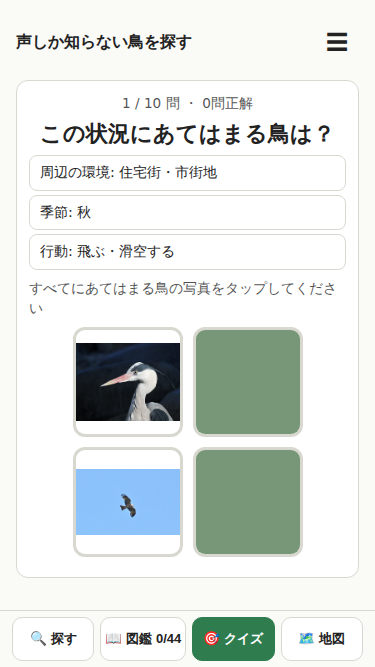 声しか知らない鳥を探す
☰
1 / 10 問 ・ 0問正解
この状況にあてはまる鳥は？
周辺の環境: 住宅街・市街地
季節: 秋
行動: 飛ぶ・滑空する
すべてにあてはまる鳥の写真をタップしてくださ
い
🔍 探す
📖 図鑑 0/44
🎯 クイズ
🗺️ 地図